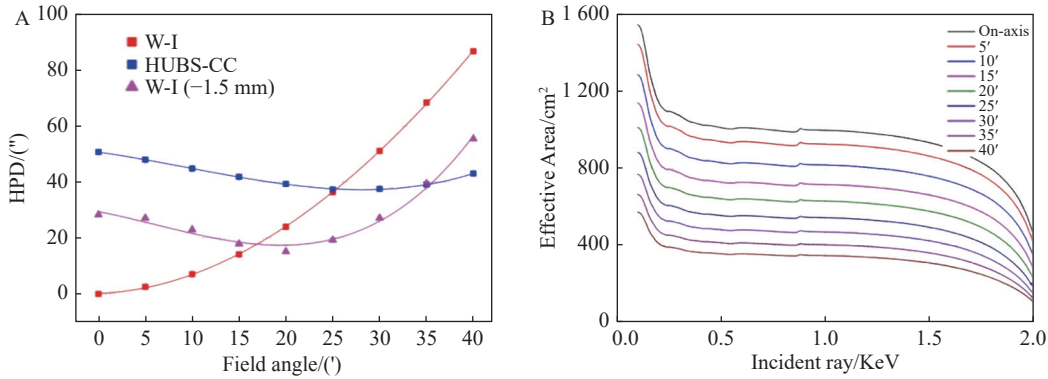 A
100
80
60
40
20
0
HPD/(″)
W-I
HUBS-CC
W-I (−1.5 mm)
0 5 10 15 20 25 30 35 40
Field angle/(′)
B
1 600
1 200
800
400
0
Effective Area/cm²
On-axis
5′
10′
15′
20′
25′
30′
35′
40′
0.0 0.5 1.0 1.5 2.0
Incident ray/KeV